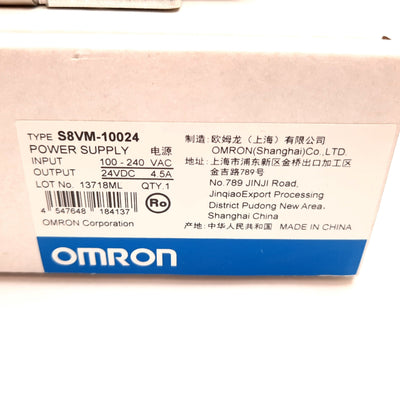 TYPE S8VM-10024
POWER SUPPLY 电源
INPUT 100 - 240 VAC
OUTPUT 24VDC 4.5A
LOT No. 13718ML QTY.1
4 547648 184137
Ro
OMRON Corporation
制造: 欧姆龙（上海）有限公司
OMRON(Shanghai)Co.,LTD.
地址: 上海市浦东新区金桥出口加工区
金吉路789号
No.789 JINJI Road,
JinqiaoExport Processing
District Pudong New Area,
Shanghai China
产地: 中华人民共和国 MADE IN CHINA
OMRON